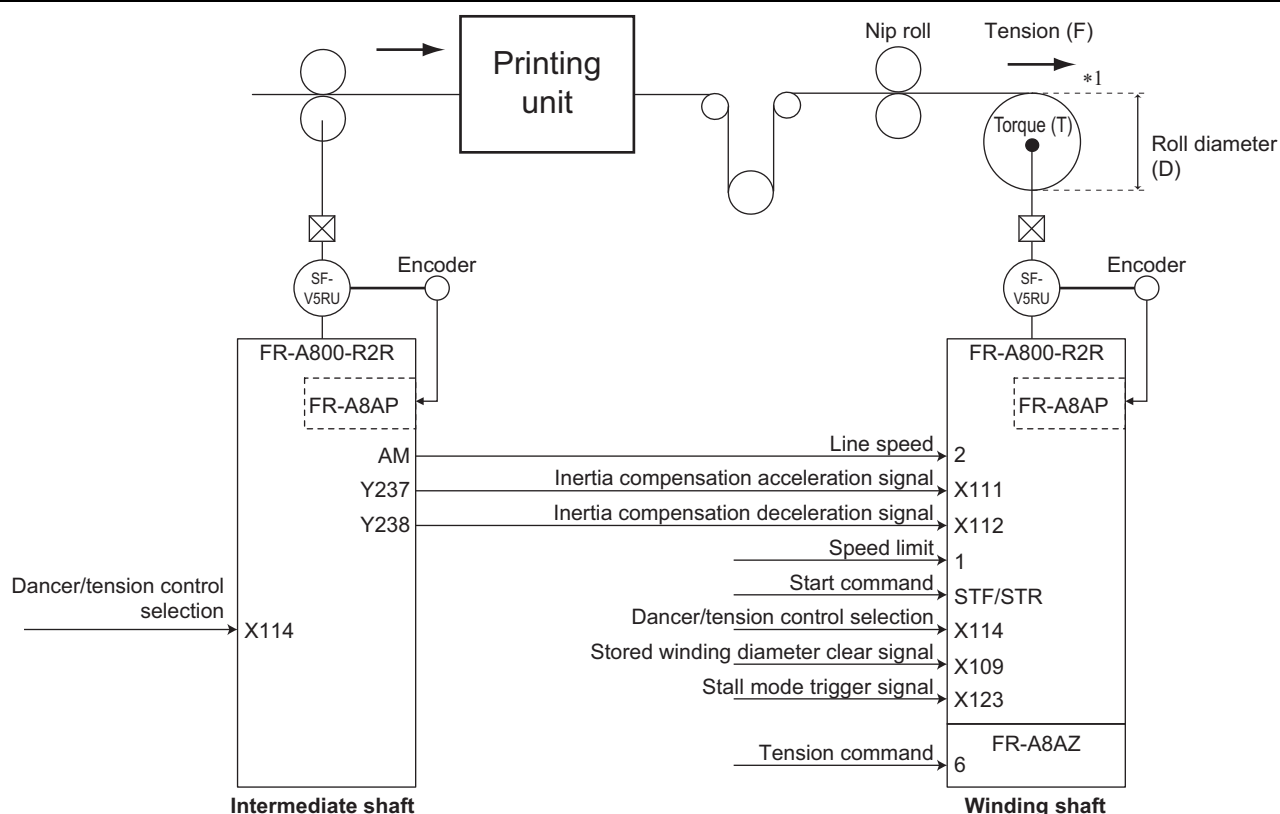 Nip roll
Tension (F)
*1
Printing
unit
Torque (T)
Roll diameter
(D)
Encoder
SF-
V5RU
Encoder
SF-
V5RU
FR-A800-R2R
FR-A8AP
FR-A800-R2R
FR-A8AP
AM
Line speed
2
Y237
Inertia compensation acceleration signal
X111
Y238
Inertia compensation deceleration signal
X112
Speed limit
1
Start command
STF/STR
Dancer/tension control
selection
X114
Dancer/tension control selection
X114
Stored winding diameter clear signal
X109
Stall mode trigger signal
X123
FR-A8AZ
Tension command
6
Intermediate shaft
Winding shaft